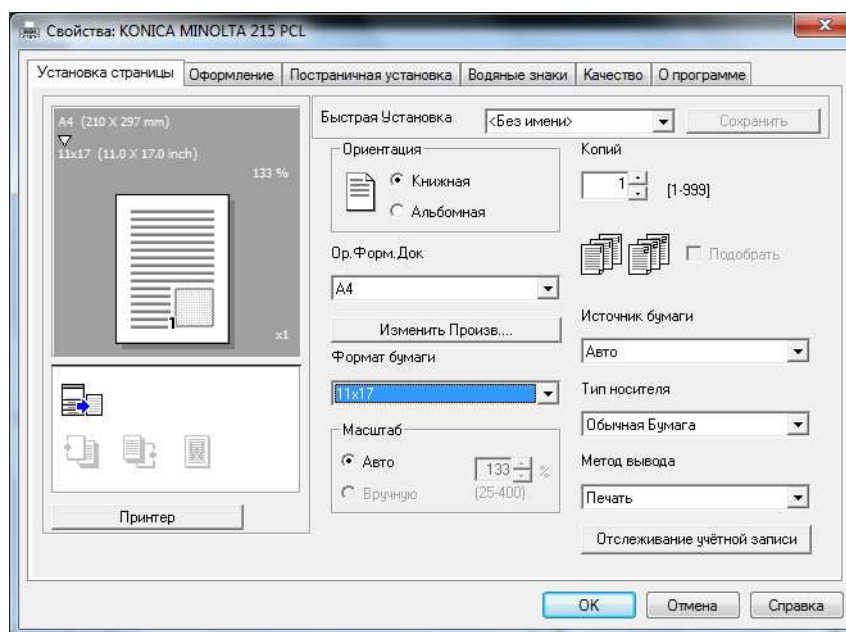 Свойства: KONICA MINOLTA 215 PCL
Установка страницы Оформление Постраничная установка Водяные знаки Качество О программе
A4 (210 X 297 mm)
11x17 (11.0 X 17.0 inch)
133 %
1
x1
Принтер
Быстрая Установка <Без имени> Сохранить
Ориентация
Книжная
Альбомная
Ор.Форм.Док
A4
Изменить Произв....
Формат бумаги
11x17
Масштаб
Авто
133 %
Вручную (25-400)
Копий
1 [1-999]
Подобрать
Источник бумаги
Авто
Тип носителя
Обычная Бумага
Метод вывода
Печать
Отслеживание учётной записи
OK Отмена Справка